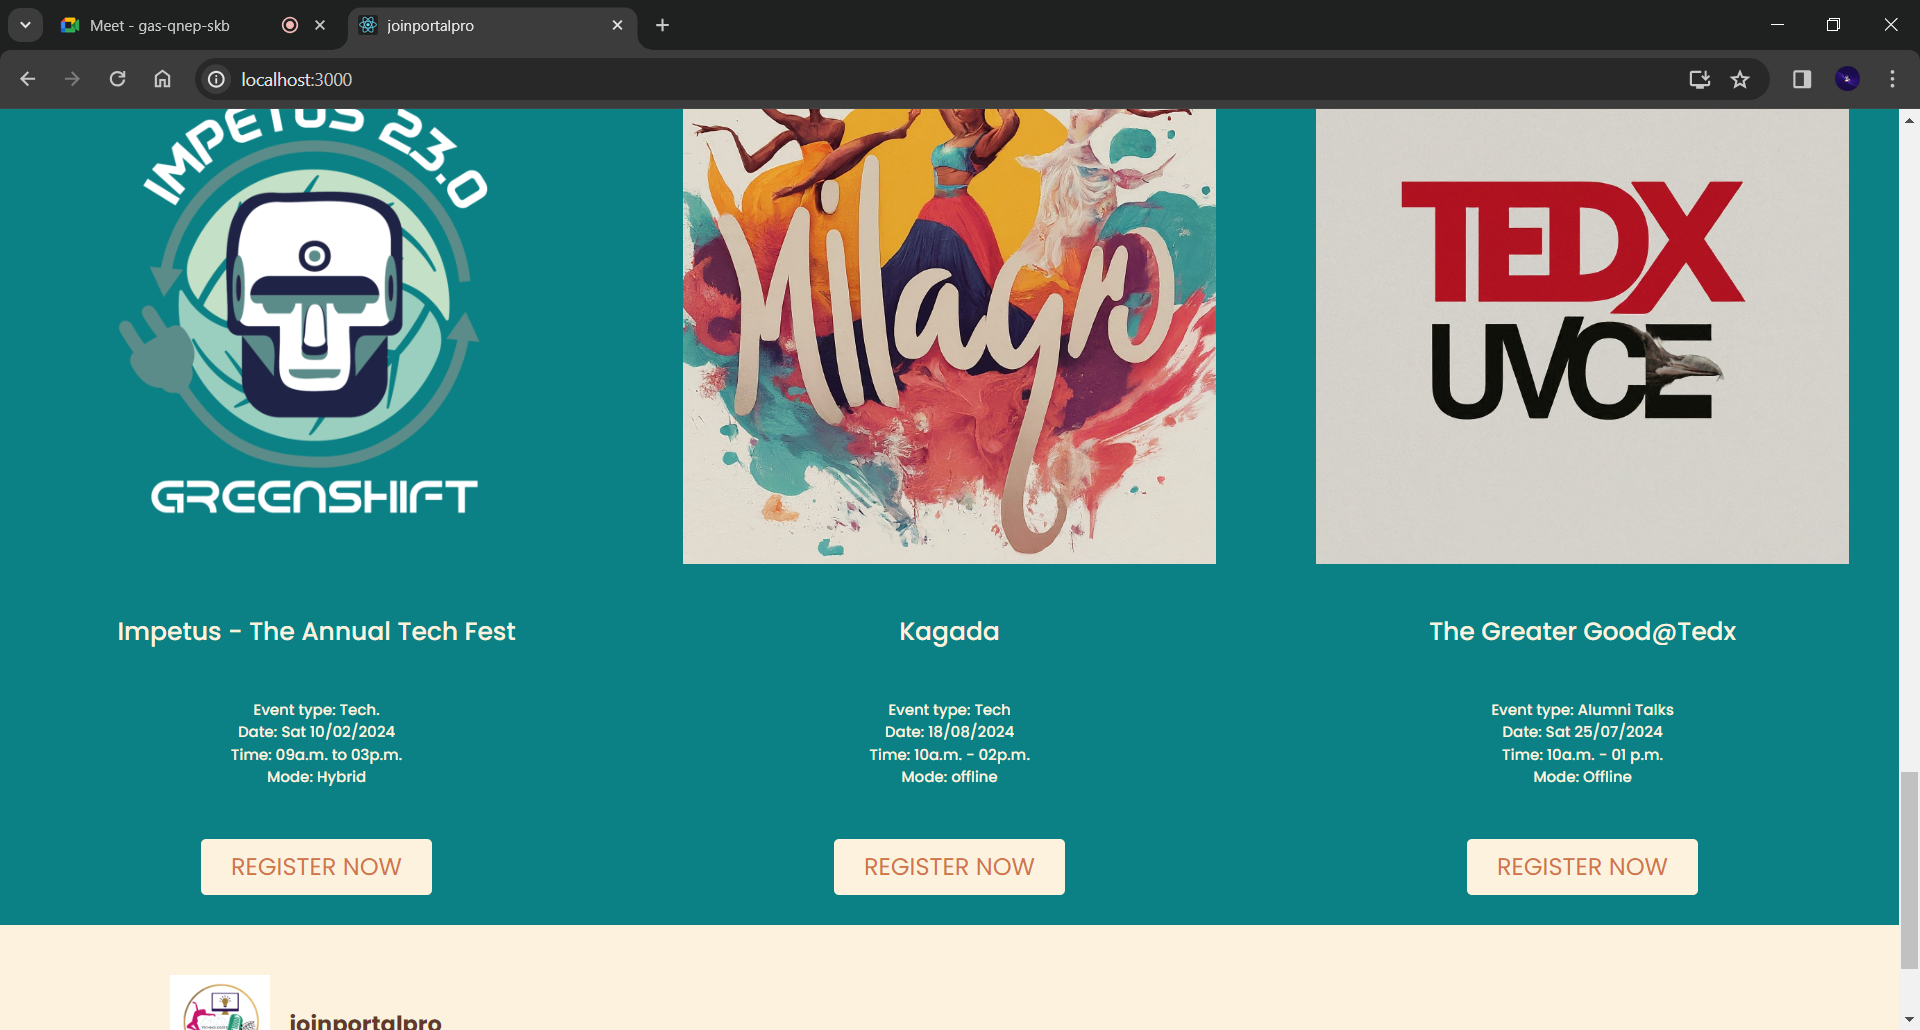 Meet - gas-qnep-skb
joinportalpro
localhost:3000
IMPETUS 23.0
GREENSHIFT
Milagro
TEDX
UVCE
Impetus - The Annual Tech Fest
Event type: Tech.
Date: Sat 10/02/2024
Time: 09a.m. to 03p.m.
Mode: Hybrid
REGISTER NOW
Kagada
Event type: Tech
Date: 18/08/2024
Time: 10a.m. - 02p.m.
Mode: offline
REGISTER NOW
The Greater Good@Tedx
Event type: Alumni Talks
Date: Sat 25/07/2024
Time: 10a.m. - 01 p.m.
Mode: Offline
REGISTER NOW
joinportalpro